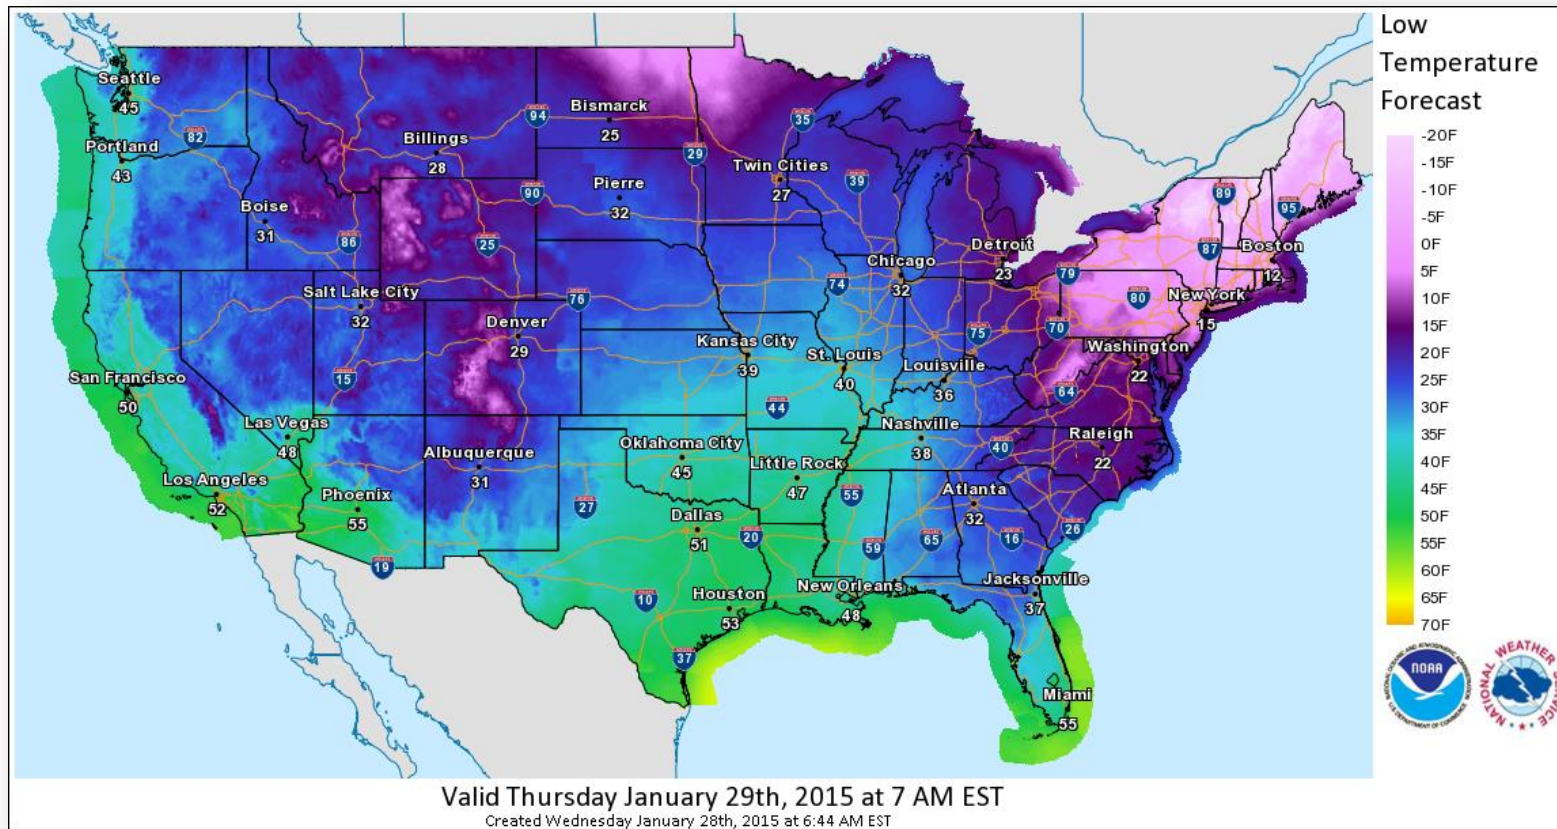 Low
Temperature
Forecast
-20F
-15F
-10F
-5F
0F
5F
10F
15F
20F
25F
30F
35F
40F
45F
50F
55F
60F
65F
70F
Seattle
45
Portland
43
82
Billings
28
94
Bismarck
25
29
35
Twin Cities
27
39
Pierre
32
90
Boise
31
86
25
Salt Lake City
32
Denver
29
76
15
San Francisco
50
Las Vegas
48
Los Angeles
52
Phoenix
55
19
Albuquerque
31
27
Oklahoma City
45
Kansas City
39
44
St. Louis
40
Chicago
32
74
Detroit
23
75
70
79
80
87
89
95
Boston
12
New York
15
Washington
22
64
Louisville
36
Nashville
38
40
Raleigh
22
Little Rock
47
55
Atlanta
32
Dallas
51
20
59
65
16
26
Jacksonville
37
New Orleans
48
Houston
53
10
37
Miami
55
NOAA
NATIONAL OCEANIC AND ATMOSPHERIC ADMINISTRATION
U.S. DEPARTMENT OF COMMERCE
NATIONAL WEATHER SERVICE
Valid Thursday January 29th, 2015 at 7 AM EST
Created Wednesday January 28th, 2015 at 6:44 AM EST